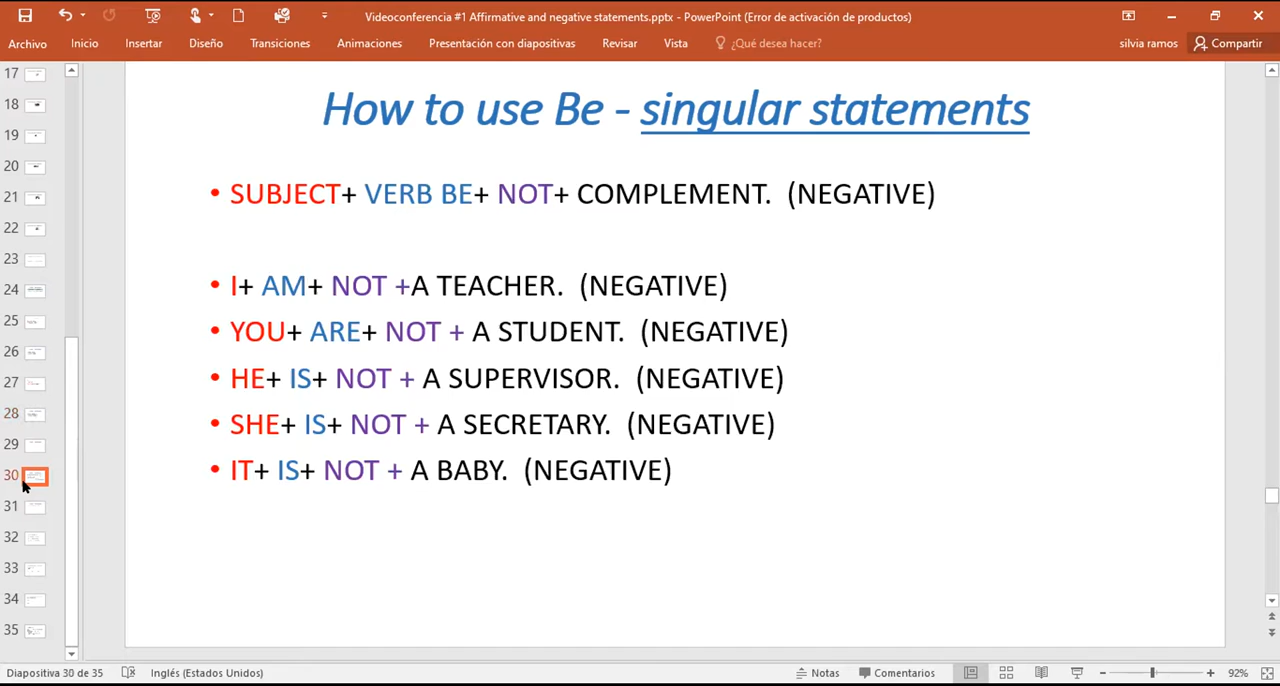 Videoconferencia #1 Affirmative and negative statements.pptx - PowerPoint (Error de activación de productos)
Archivo Inicio Insertar Diseño Transiciones Animaciones Presentación con diapositivas Revisar Vista ¿Qué desea hacer? silvia ramos Compartir
How to use Be - singular statements
• SUBJECT+ VERB BE+ NOT+ COMPLEMENT. (NEGATIVE)
• I+ AM+ NOT +A TEACHER. (NEGATIVE)
• YOU+ ARE+ NOT + A STUDENT. (NEGATIVE)
• HE+ IS+ NOT + A SUPERVISOR. (NEGATIVE)
• SHE+ IS+ NOT + A SECRETARY. (NEGATIVE)
• IT+ IS+ NOT + A BABY. (NEGATIVE)
17
18
19
20
21
22
23
24
25
26
27
28
29
30
31
32
33
34
35
Diapositiva 30 de 35 Inglés (Estados Unidos) Notas Comentarios 92%